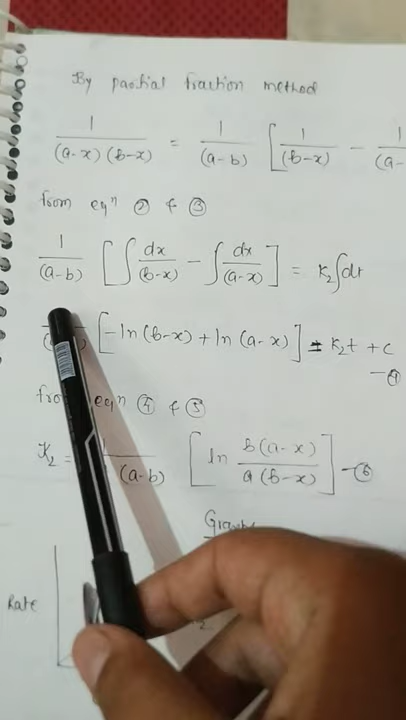 By partial fraction method
1/(a-x)(b-x) = 1/(a-b) [1/(b-x) - 1/(a-
from eqn ② & ③
1/(a-b) [∫dx/(b-x) - ∫dx/(a-x)] = K₂∫dt
[-ln(b-x) + ln(a-x)] = K₂t + c
-④
eqn ④ & ⑤
K₂ = 1/(a-b) [ln b(a-x)/a(b-x)] -⑥
Rate